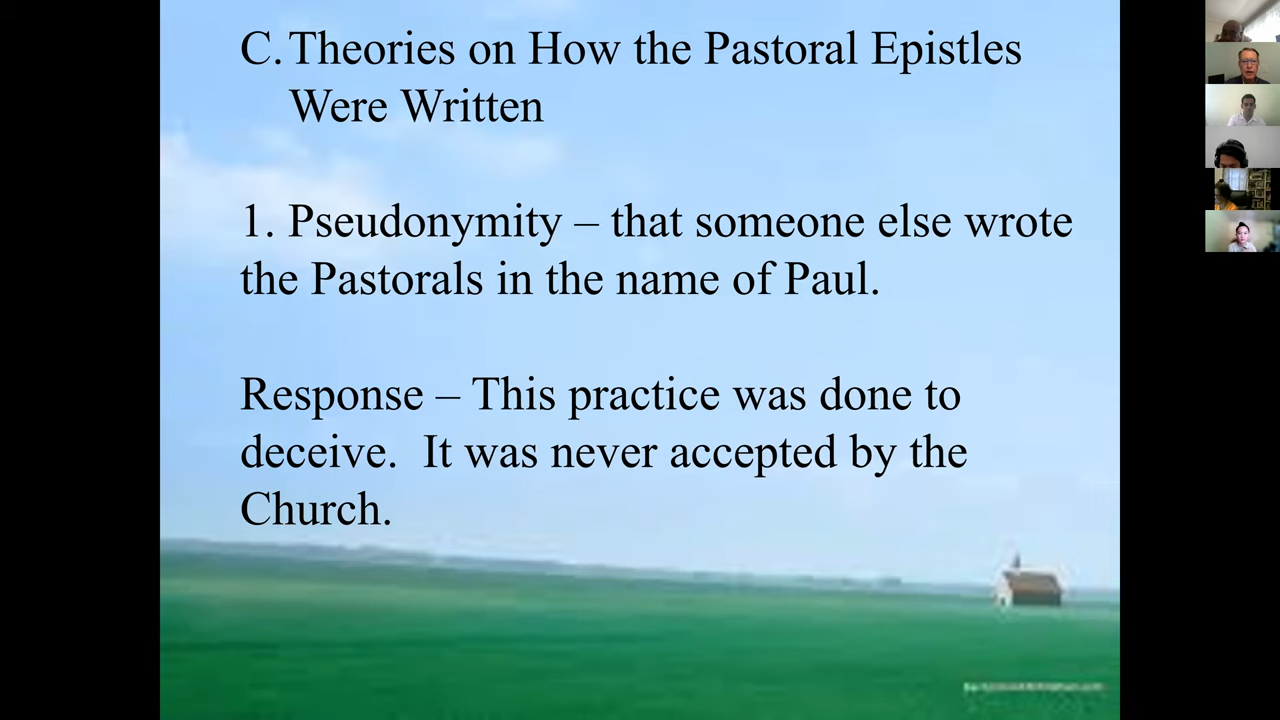 C. Theories on How the Pastoral Epistles
Were Written
1. Pseudonymity – that someone else wrote
the Pastorals in the name of Paul.
Response – This practice was done to
deceive.  It was never accepted by the
Church.